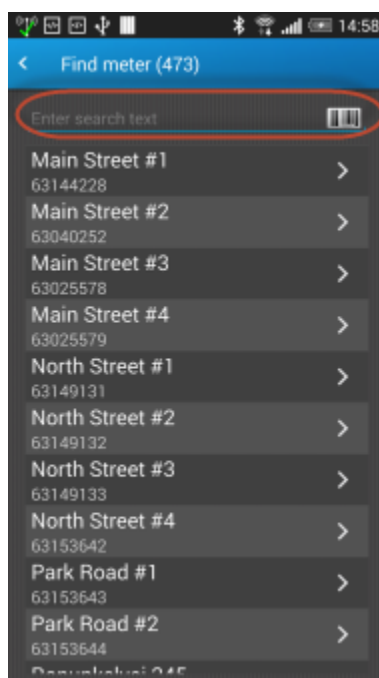 14:58
Find meter (473)
Enter search text
Main Street #1
63144228
Main Street #2
63040252
Main Street #3
63025578
Main Street #4
63025579
North Street #1
63149131
North Street #2
63149132
North Street #3
63149133
North Street #4
63153642
Park Road #1
63153643
Park Road #2
63153644